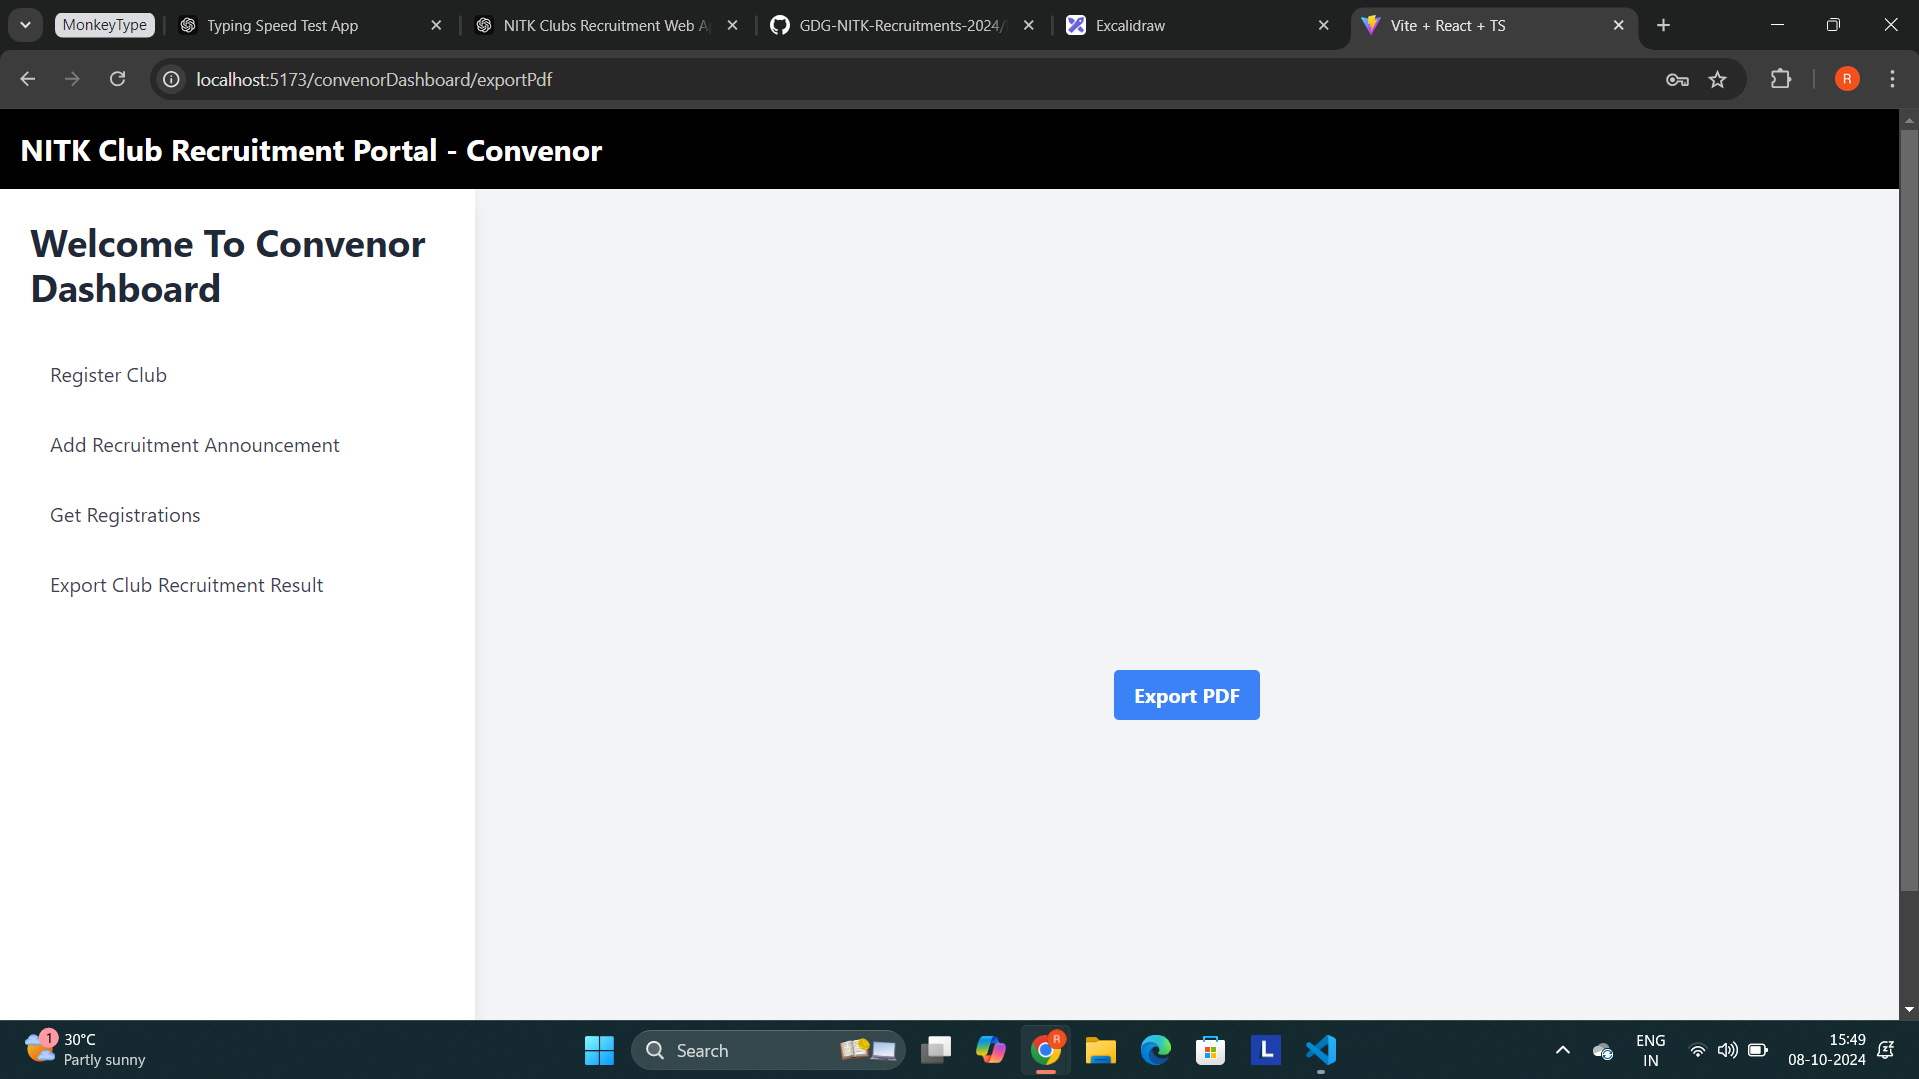 MonkeyType
Typing Speed Test App
NITK Clubs Recruitment Web A
GDG-NITK-Recruitments-2024/
Excalidraw
Vite + React + TS
localhost:5173/convenorDashboard/exportPdf
R
NITK Club Recruitment Portal - Convenor
Welcome To Convenor
Dashboard
Register Club
Add Recruitment Announcement
Get Registrations
Export Club Recruitment Result
Export PDF
1
30°C
Partly sunny
Search
R
L
ENG
IN
15:49
08-10-2024